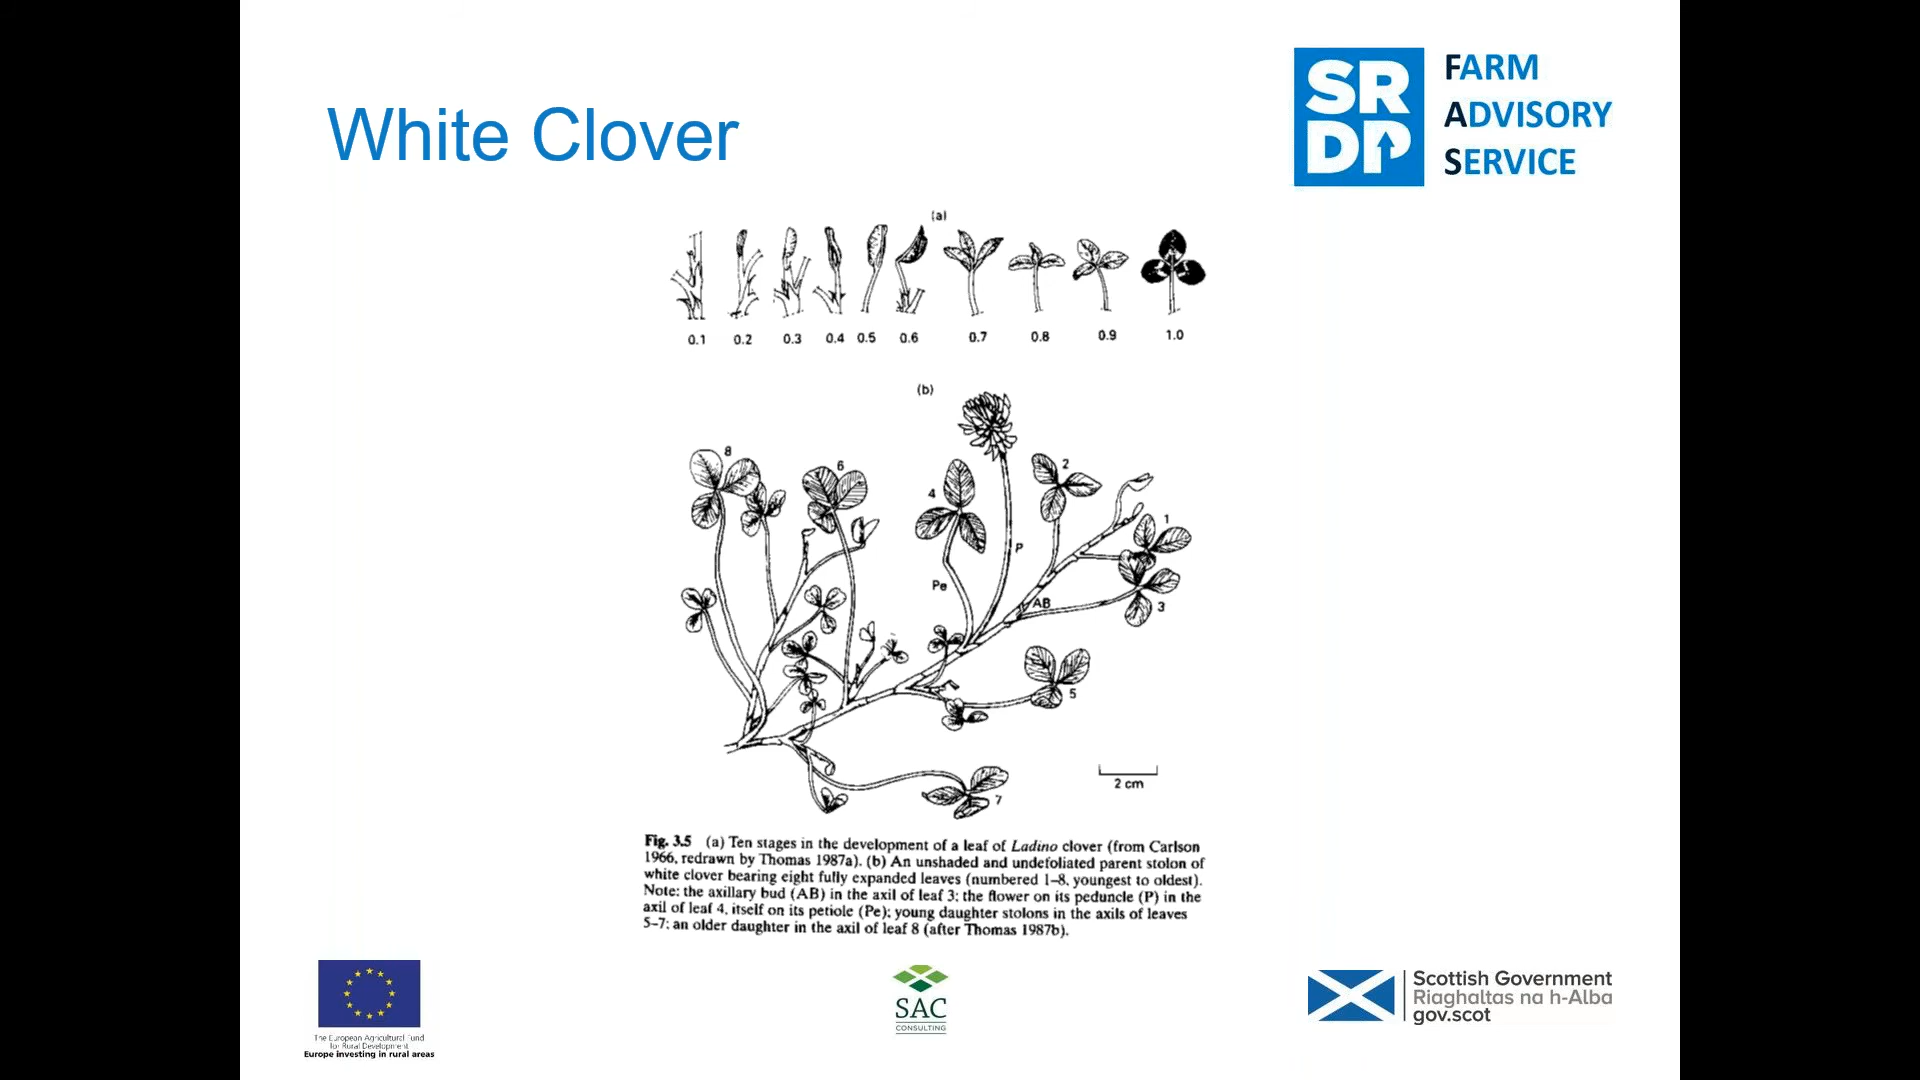 White Clover
SR
DP
FARM
ADVISORY
SERVICE
(a)
0.1 0.2 0.3 0.4 0.5 0.6 0.7 0.8 0.9 1.0
(b)
8
6
4
2
1
P
Pe
AB
3
5
7
2 cm
Fig. 3.5 (a) Ten stages in the development of a leaf of Ladino clover (from Carlson
1966, redrawn by Thomas 1987a). (b) An unshaded and undefoliated parent stolon of
white clover bearing eight fully expanded leaves (numbered 1–8, youngest to oldest).
Note: the axillary bud (AB) in the axil of leaf 3; the flower on its peduncle (P) in the
axil of leaf 4, itself on its petiole (Pe); young daughter stolons in the axils of leaves
5–7; an older daughter in the axil of leaf 8 (after Thomas 1987b).
The European Agricultural Fund
for Rural Development
Europe investing in rural areas
SAC
CONSULTING
Scottish Government
Riaghaltas na h-Alba
gov.scot